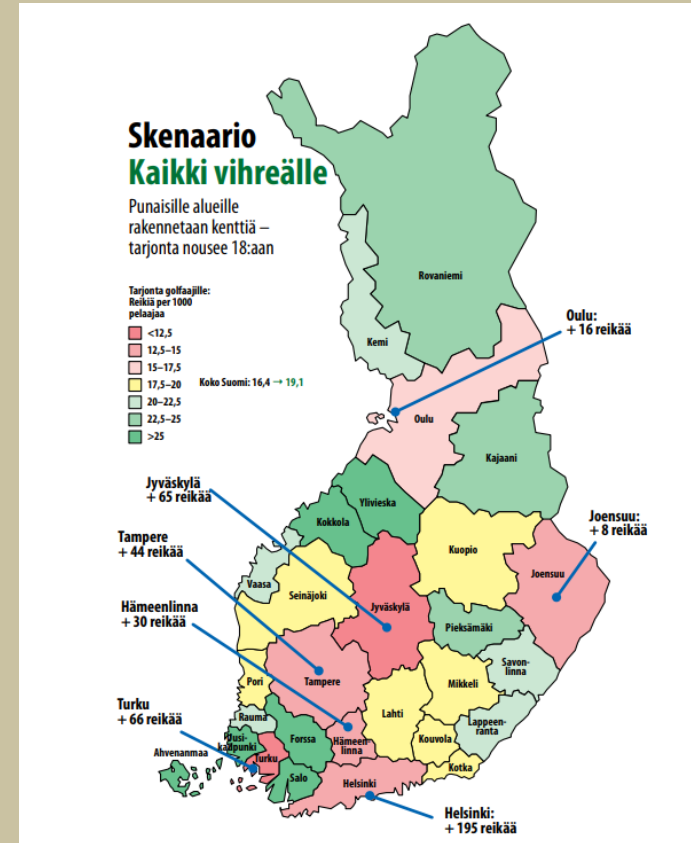 Skenaario
Kaikki vihreälle
Punaisille alueille
rakennetaan kenttiä –
tarjonta nousee 18:aan
Tarjonta golfaajille:
Reikiä per 1000
pelaajaa
<12,5
12,5–15
15–17,5
17,5–20
20–22,5
22,5–25
>25
Koko Suomi: 16,4 → 19,1
Rovaniemi
Kemi
Oulu:
+ 16 reikää
Oulu
Kajaani
Jyväskylä
+ 65 reikää
Ylivieska
Kokkola
Tampere
+ 44 reikää
Joensuu:
+ 8 reikää
Kuopio
Joensuu
Vaasa
Seinäjoki
Hämeenlinna
+ 30 reikää
Jyväskylä
Pieksämäki
Savon-
linna
Pori
Tampere
Mikkeli
Turku
+ 66 reikää
Rauma
Lahti
Lappeen-
ranta
Uusi-
kaupunki
Forssa
Hämeen
linna
Kouvola
Ahvenanmaa
Turku
Kotka
Salo
Helsinki
Helsinki:
+ 195 reikää